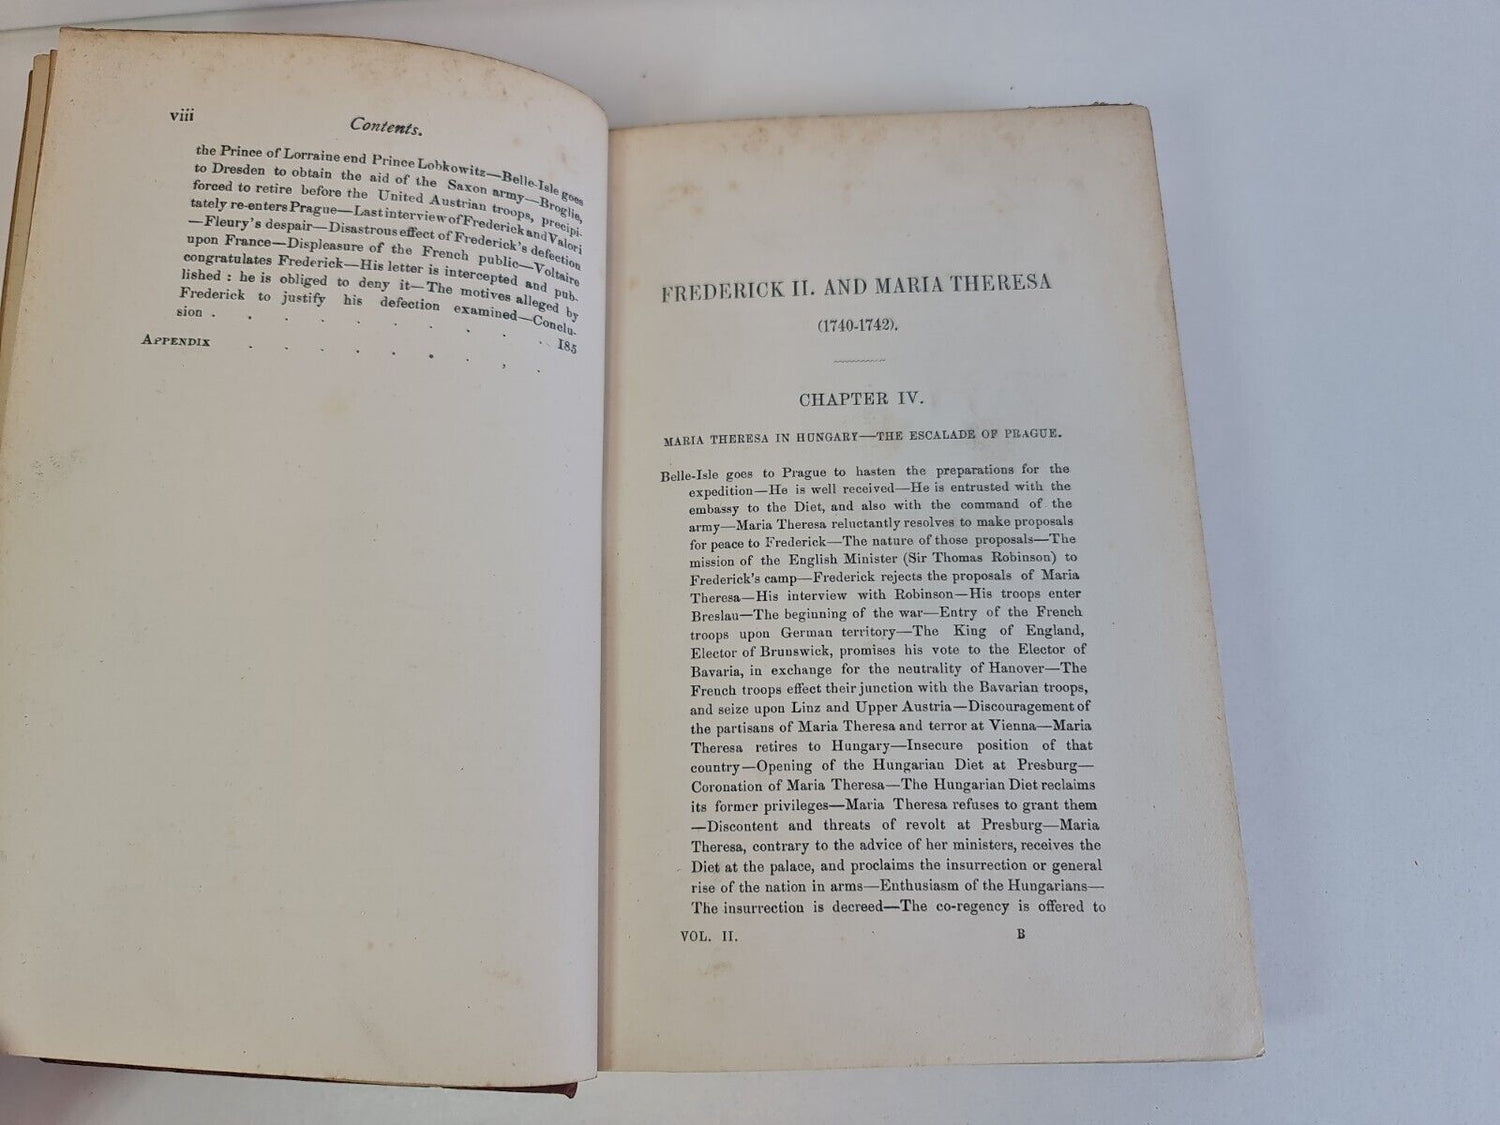 viii
Contents.
the Prince of Lorraine end Prince Lobkowitz—Belle-Isle goes
to Dresden to obtain the aid of the Saxon army—Broglie,
forced to retire before the United Austrian troops, precipi-
tately re-enters Prague—Last interview of Frederick and Valori
—Fleury's despair—Disastrous effect of Frederick's defection
upon France—Displeasure of the French public—Voltaire
congratulates Frederick—His letter is intercepted and pub-
lished : he is obliged to deny it—The motives alleged by
Frederick to justify his defection examined—Conclu-
sion . . . . . . . . . . 185
APPENDIX . . . . . . . . .
FREDERICK II. AND MARIA THERESA
(1740-1742).
CHAPTER IV.
MARIA THERESA IN HUNGARY—THE ESCALADE OF PRAGUE.
Belle-Isle goes to Prague to hasten the preparations for the
expedition—He is well received—He is entrusted with the
embassy to the Diet, and also with the command of the
army—Maria Theresa reluctantly resolves to make proposals
for peace to Frederick—The nature of those proposals—The
mission of the English Minister (Sir Thomas Robinson) to
Frederick's camp—Frederick rejects the proposals of Maria
Theresa—His interview with Robinson—His troops enter
Breslau—The beginning of the war—Entry of the French
troops upon German territory—The King of England,
Elector of Brunswick, promises his vote to the Elector of
Bavaria, in exchange for the neutrality of Hanover—The
French troops effect their junction with the Bavarian troops,
and seize upon Linz and Upper Austria—Discouragement of
the partisans of Maria Theresa and terror at Vienna—Maria
Theresa retires to Hungary—Insecure position of that
country—Opening of the Hungarian Diet at Presburg—
Coronation of Maria Theresa—The Hungarian Diet reclaims
its former privileges—Maria Theresa refuses to grant them
—Discontent and threats of revolt at Presburg—Maria
Theresa, contrary to the advice of her ministers, receives the
Diet at the palace, and proclaims the insurrection or general
rise of the nation in arms—Enthusiasm of the Hungarians—
The insurrection is decreed—The co-regency is offered to
VOL. II. B